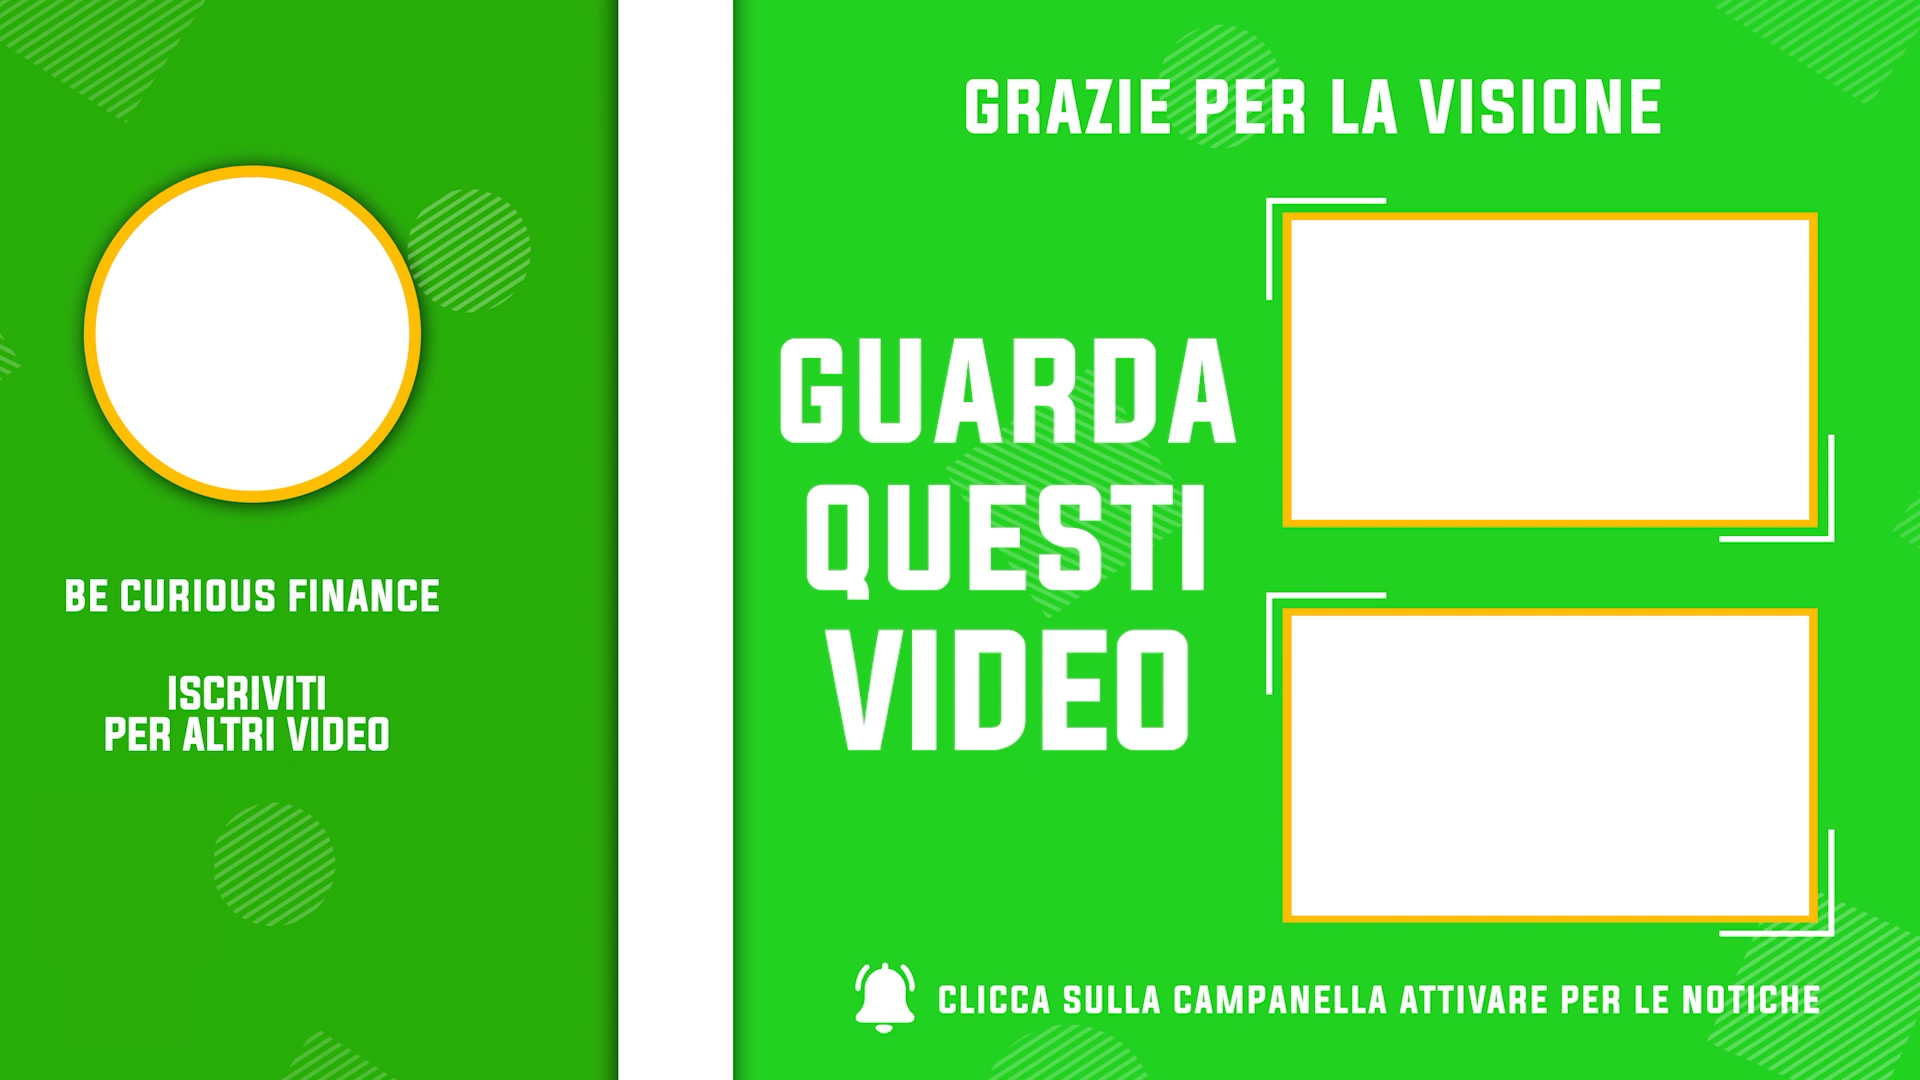 GRAZIE PER LA VISIONE
GUARDA
QUESTI
VIDEO
BE CURIOUS FINANCE
ISCRIVITI
PER ALTRI VIDEO
CLICCA SULLA CAMPANELLA ATTIVARE PER LE NOTICHE